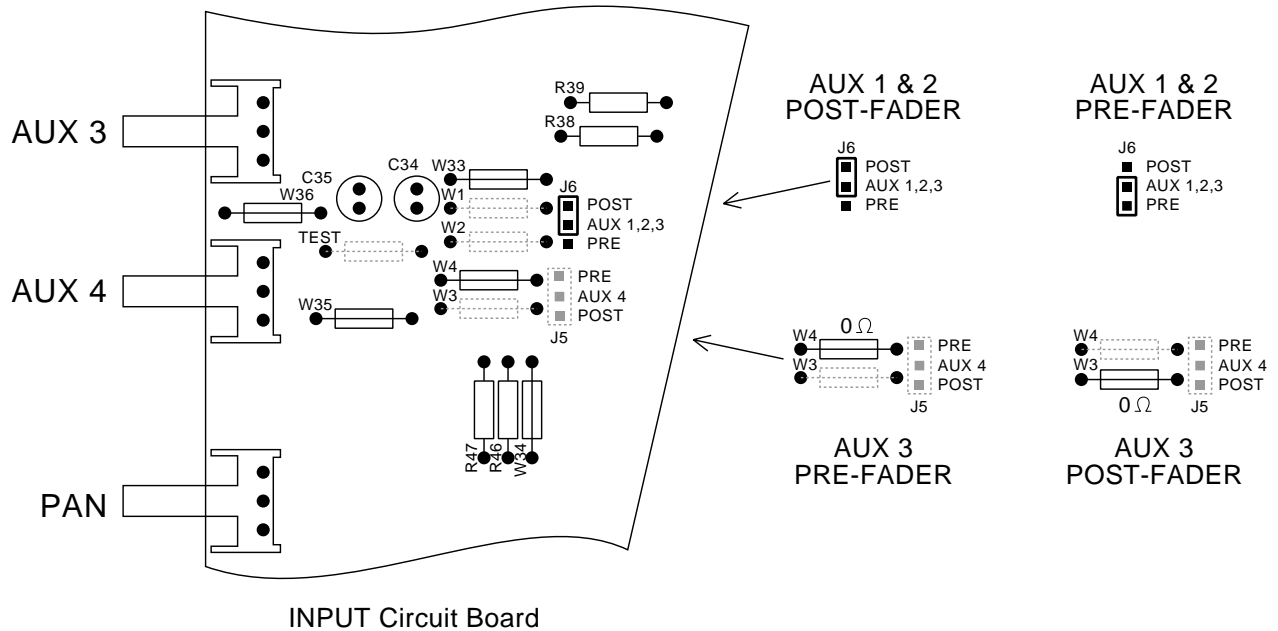 R39
R38
AUX 3
C35
C34
W33
W36
W1
J6
POST
AUX 1,2,3
PRE
TEST
W2
AUX 4
W4
W3
PRE
AUX 4
POST
J5
W35
R47
R46
W34
PAN
INPUT Circuit Board
AUX 1 & 2
POST-FADER
J6
POST
AUX 1,2,3
PRE
AUX 1 & 2
PRE-FADER
J6
POST
AUX 1,2,3
PRE
W4
0 Ω
W3
PRE
AUX 4
POST
J5
AUX 3
PRE-FADER
W4
W3
0 Ω
PRE
AUX 4
POST
J5
AUX 3
POST-FADER